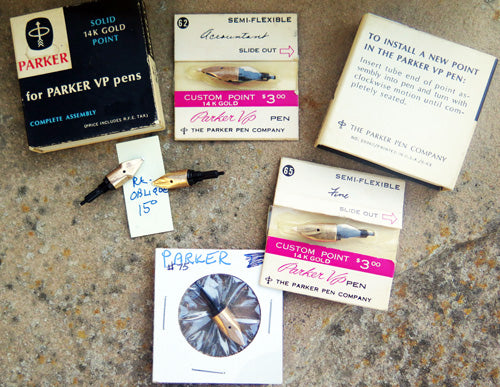 PARKER
SOLID
14K GOLD
POINT
for PARKER VP pens
COMPLETE ASSEMBLY
(PRICE INCLUDES R.F.E. TAX)
62
SEMI-FLEXIBLE
Accountant
SLIDE OUT
CUSTOM POINT $3.00
14K GOLD
Parker VP PEN
THE PARKER PEN COMPANY
TO INSTALL A NEW POINT
IN THE PARKER VP PEN:
Insert tube end of point as-
sembly into pen and turn with
clockwise motion until com-
pletely seated.
THE PARKER PEN COMPANY
OBLIQUE
15°
65
SEMI-FLEXIBLE
Fine
SLIDE OUT
CUSTOM POINT $3.00
14K GOLD
Parker VP PEN
THE PARKER PEN COMPANY
PARKER
#75